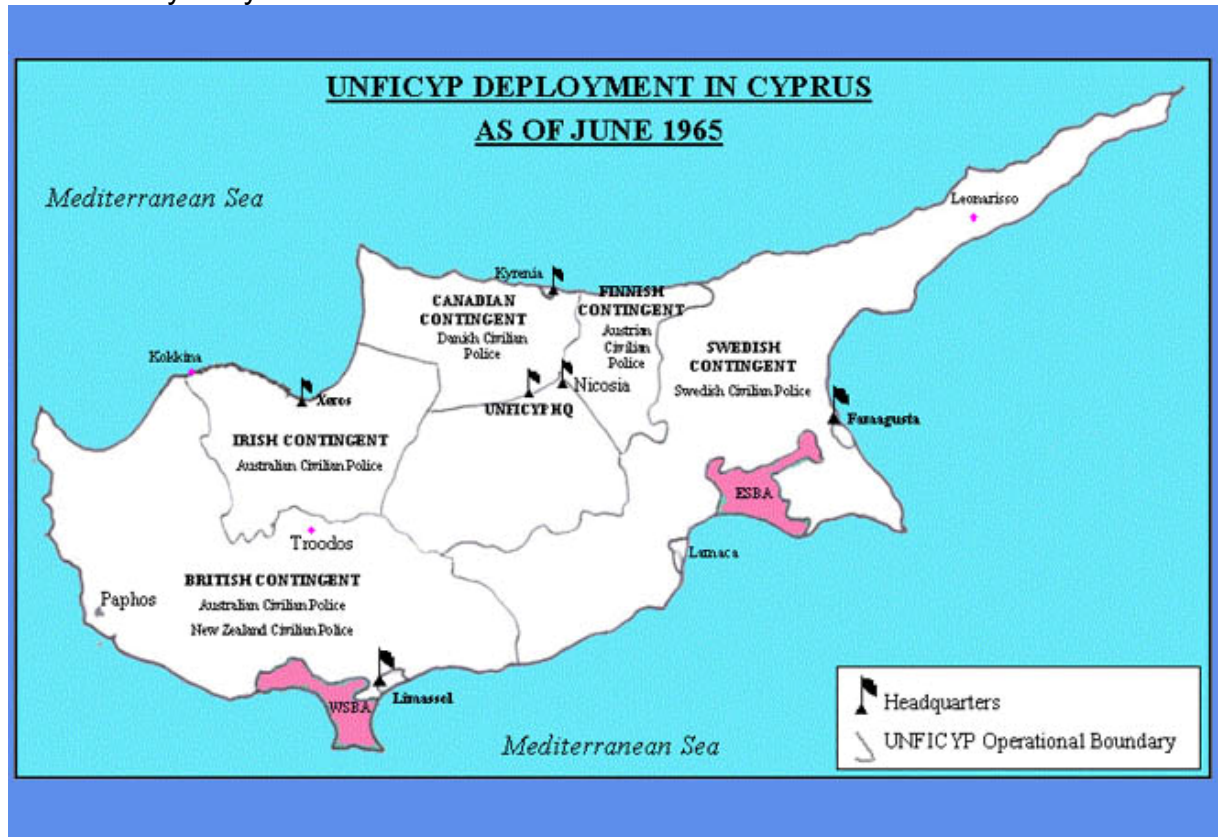 UNFICYP DEPLOYMENT IN CYPRUS
AS OF JUNE 1965
Mediterranean Sea
Leonarisso
Kyrenia
CANADIAN
CONTINGENT
Danish Civilian
Police
FINNISH
CONTINGENT
Austrian
Civilian
Police
SWEDISH
CONTINGENT
Swedish Civilian Police
Kokkina
Xeros
Nicosia
UNFICYP HQ
Famagusta
IRISH CONTINGENT
Australian Civilian Police
ESBA
Troodos
Larnaca
BRITISH CONTINGENT
Australian Civilian Police
New Zealand Civilian Police
Paphos
WSBA
Limassol
Mediterranean Sea
Headquarters
UNFICYP Operational Boundary